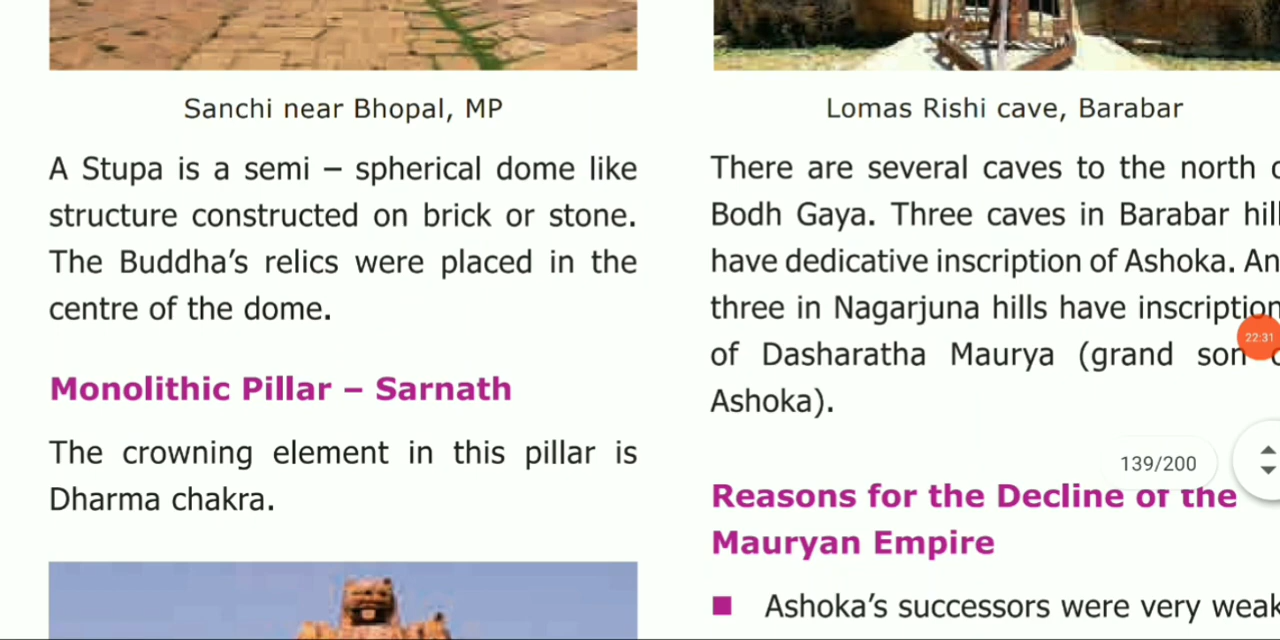 Sanchi near Bhopal, MP
A Stupa is a semi – spherical dome like
structure constructed on brick or stone.
The Buddha's relics were placed in the
centre of the dome.
Monolithic Pillar – Sarnath
The crowning element in this pillar is
Dharma chakra.
Lomas Rishi cave, Barabar
There are several caves to the north
Bodh Gaya. Three caves in Barabar
have dedicative inscription of Ashoka.
three in Nagarjuna hills have
of Dasharatha Maurya (grand son
Ashoka).
Reasons for the Decline of the
Mauryan Empire
■ Ashoka's successors were very weak
22:31
139/200